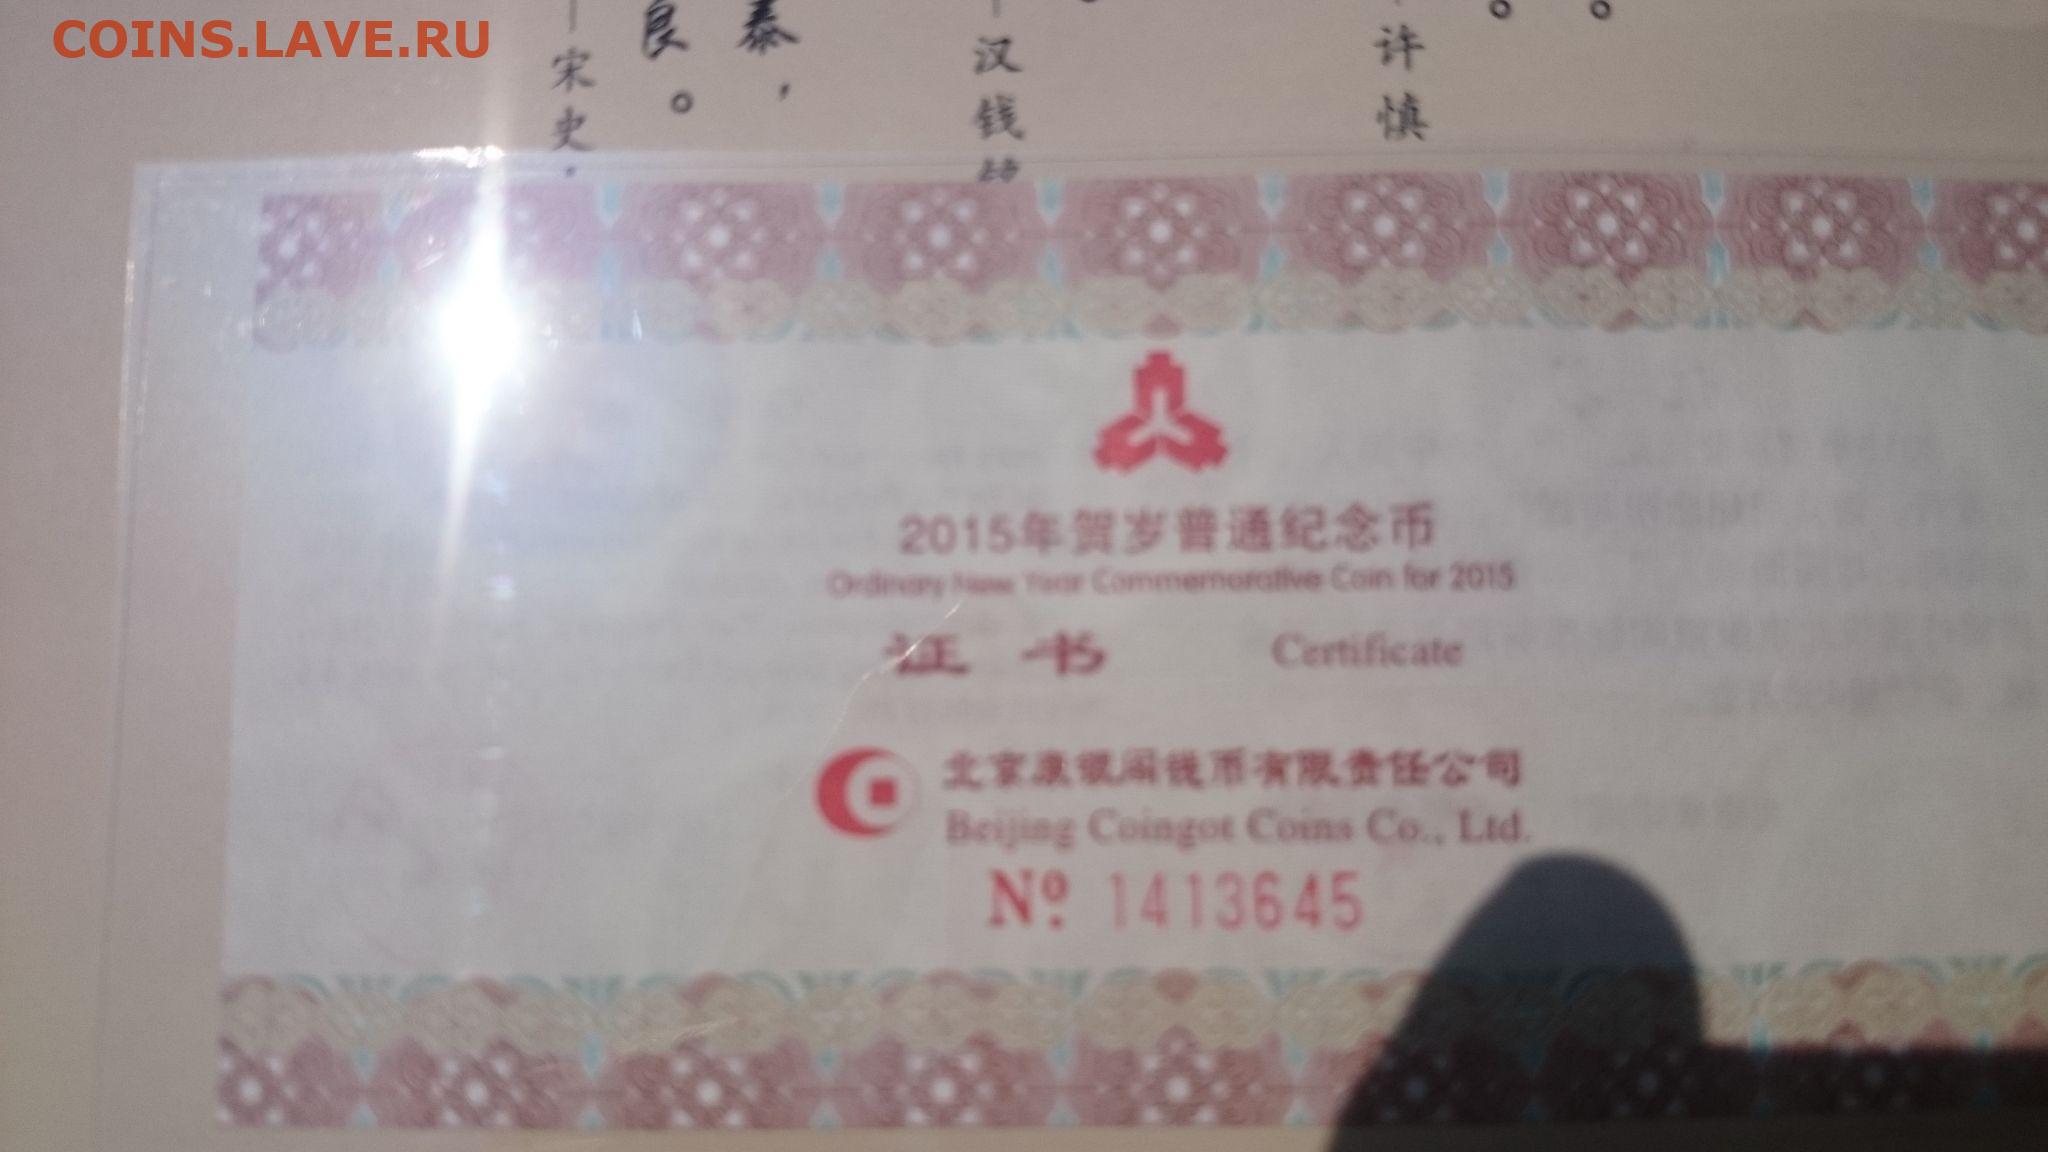 COINS.LAVE.RU
许慎
。
。
—汉钱
泰，
良。
—宋史·
2015年贺岁普通纪念币
Ordinary New Year Commemorative Coin for 2015
证书 Certificate
北京康银阁钱币有限责任公司
Beijing Coingot Coins Co., Ltd.
Nº 1413645